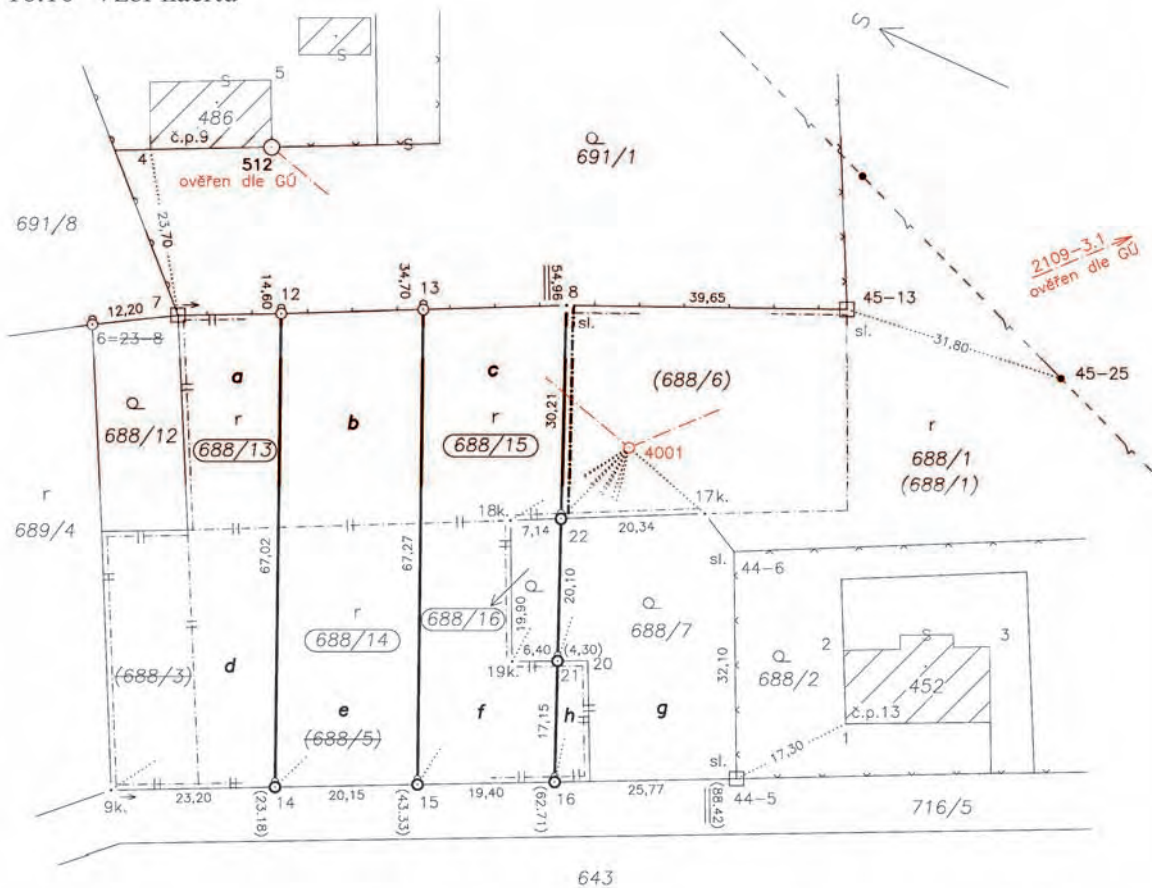 S
S
5
486
č.p.9
4
512
ověřen dle GÚ
S
691/1
691/8
23,70
2109-3.1
ověřen dle GÚ
12,20
7
14,60
12
34,70
13
54,96
8
39,65
45-13
sl.
sl.
31,80
45-25
6=23-8
a
b
c
(688/6)
r
r
r
688/12
688/13
688/15
30,21
4001
688/1
(688/1)
r
689/4
18k.
17k.
7,14
22
20,34
67,02
67,27
sl.
44-6
19,90
20,10
r
688/14
688/16
688/7
2
S
3
688/2
452
32,10
6,40
(4,30)
19k.
20
21
(688/3)
d
e
f
h
g
(688/5)
17,15
č.p.13
1
17,30
sl.
9k.
23,20
(23.18)
14
20,15
(43.33)
15
19,40
(62.71)
16
25,77
(88.42)
44-5
716/5
643